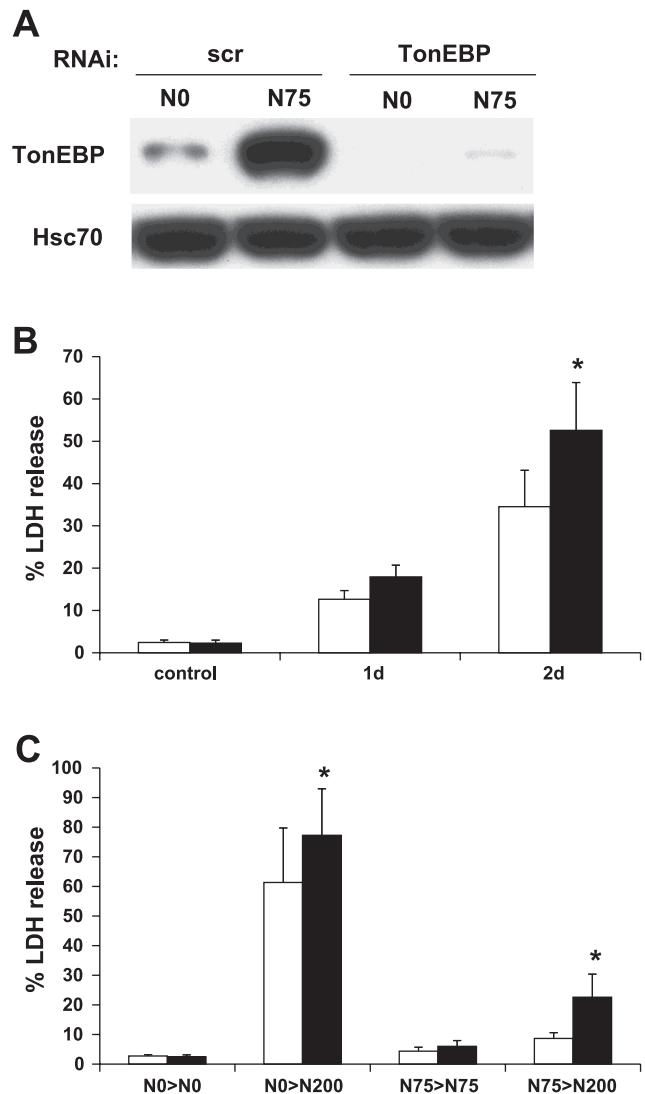 A
RNAi: scr TonEBP
N0 N75 N0 N75
TonEBP
Hsc70
B
70
60
50
40
30
20
10
0
% LDH release
*
control 1d 2d
C
100
90
80
70
60
50
40
30
20
10
0
% LDH release
*
*
N0>N0 N0>N200 N75>N75 N75>N200